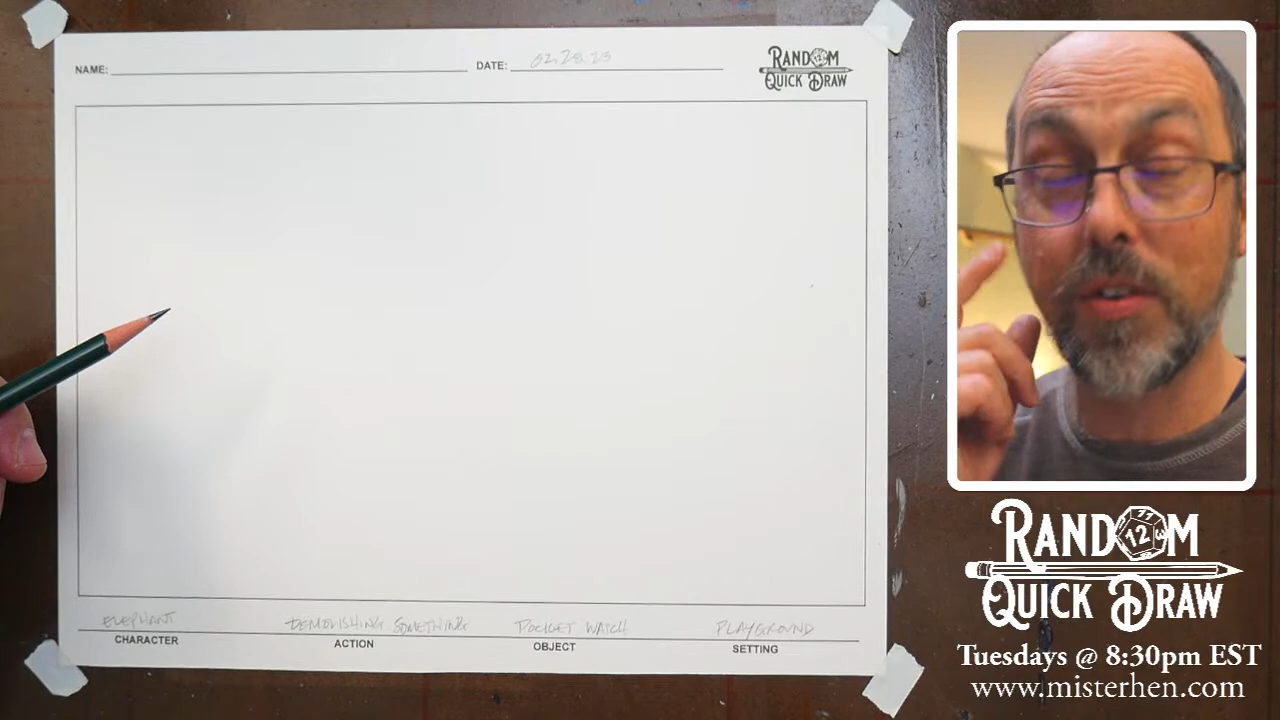 NAME:
DATE: 02.28.23
RANDOM
QUICK DRAW
ELEPHANT
DEMOLISHING SOMETHING
POCKET WATCH
PLAYGROUND
CHARACTER
ACTION
OBJECT
SETTING
RANDOM
11
12
QUICK DRAW
Tuesdays @ 8:30pm EST
www.misterhen.com